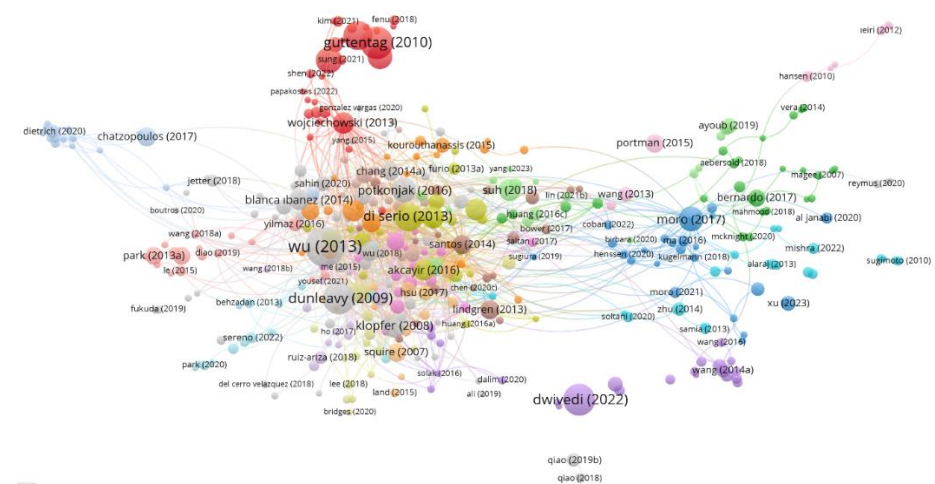 kim (2021)
fenu (2018)
ıeiri (2012)
guttentag (2010)
sung (2021)
shen (2022)
hansen (2010)
papakostas (2022)
gonzalez vargas (2020)
vera (2014)
dietrich (2020)
chatzopoulos (2017)
wojciechowski (2013)
ayoub (2019)
yang (2015)
kourouthanassis (2015)
portman (2015)
aebersold (2018)
chang (2014a)
furio (2013a)
yang (2023)
magee (2007)
jetter (2018)
sahin (2020)
potkonjak (2016)
suh (2018)
lin (2021b)
wang (2013)
bernardo (2017)
reymus (2020)
blanca ibanez (2014)
boutros (2020)
di serio (2013)
huang (2016c)
moro (2017)
mahmood (2018)
al janabi (2020)
yilmaz (2016)
bower (2017)
coban (2022)
wang (2018a)
wu (2013)
santos (2014)
saltan (2017)
birbara (2020)
ma (2016)
mcknight (2020)
mishra (2022)
park (2013a)
diao (2019)
wu (2018)
sugiura (2019)
henssen (2020)
kugelmann (2018)
alaraj (2013)
sugimoto (2010)
le (2015)
wang (2018b)
me (2015)
akcayir (2016)
yousef (2021)
chen (2020c)
hsu (2017)
moro (2021)
dunleavy (2009)
behzadan (2013)
xu (2023)
fukuda (2019)
lindgren (2013)
zhu (2014)
soltani (2020)
klopfer (2008)
huang (2016a)
samia (2013)
sereno (2022)
ho (2017)
wang (2016)
ruiz-ariza (2018)
squire (2007)
park (2020)
solak (2016)
wang (2014a)
del cerro velazquez (2018)
lee (2018)
dalim (2020)
land (2015)
ali (2019)
dwivedi (2022)
bridges (2020)
qiao (2019b)
qiao (2018)